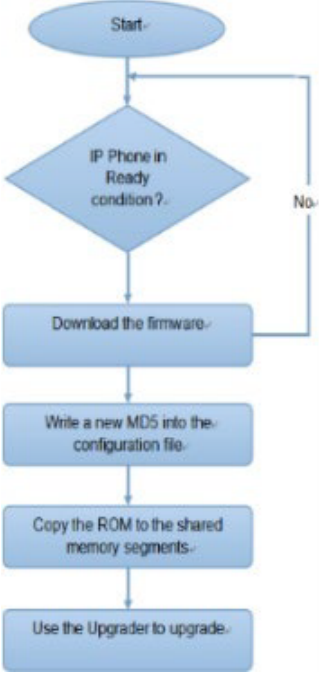 Start
IP Phone in
Ready
condition?
No
Download the firmware
Write a new MD5 into the
configuration file
Copy the ROM to the shared
memory segments
Use the Upgrader to upgrade